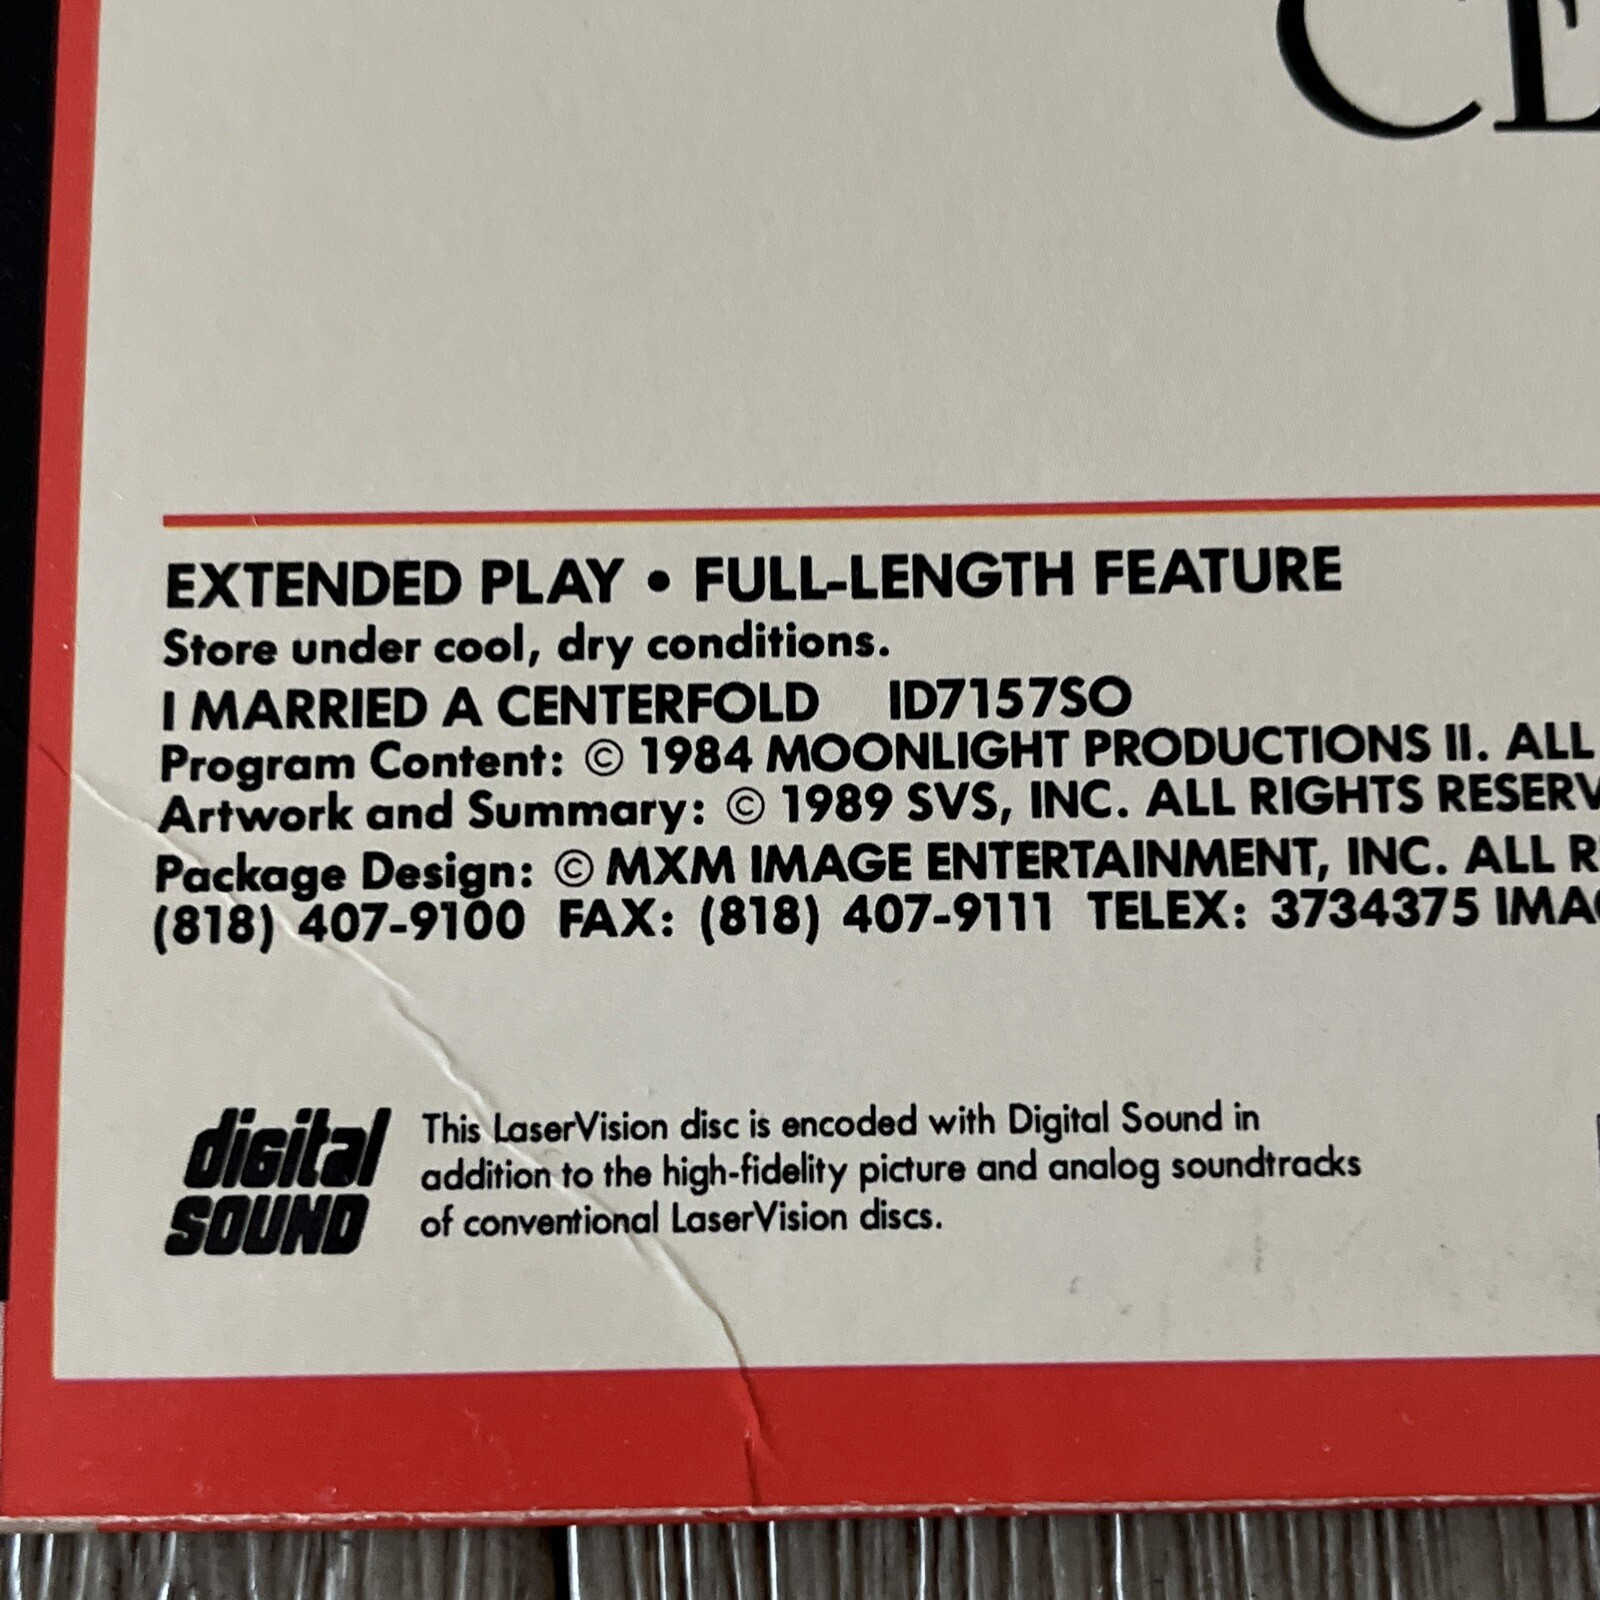 CE
EXTENDED PLAY • FULL-LENGTH FEATURE
Store under cool, dry conditions.
I MARRIED A CENTERFOLD ID7157SO
Program Content: © 1984 MOONLIGHT PRODUCTIONS II. ALL
Artwork and Summary: © 1989 SVS, INC. ALL RIGHTS RESERV
Package Design: © MXM IMAGE ENTERTAINMENT, INC. ALL R
(818) 407-9100 FAX: (818) 407-9111 TELEX: 3734375 IMAG
digital
SOUND
This LaserVision disc is encoded with Digital Sound in
addition to the high-fidelity picture and analog soundtracks
of conventional LaserVision discs.